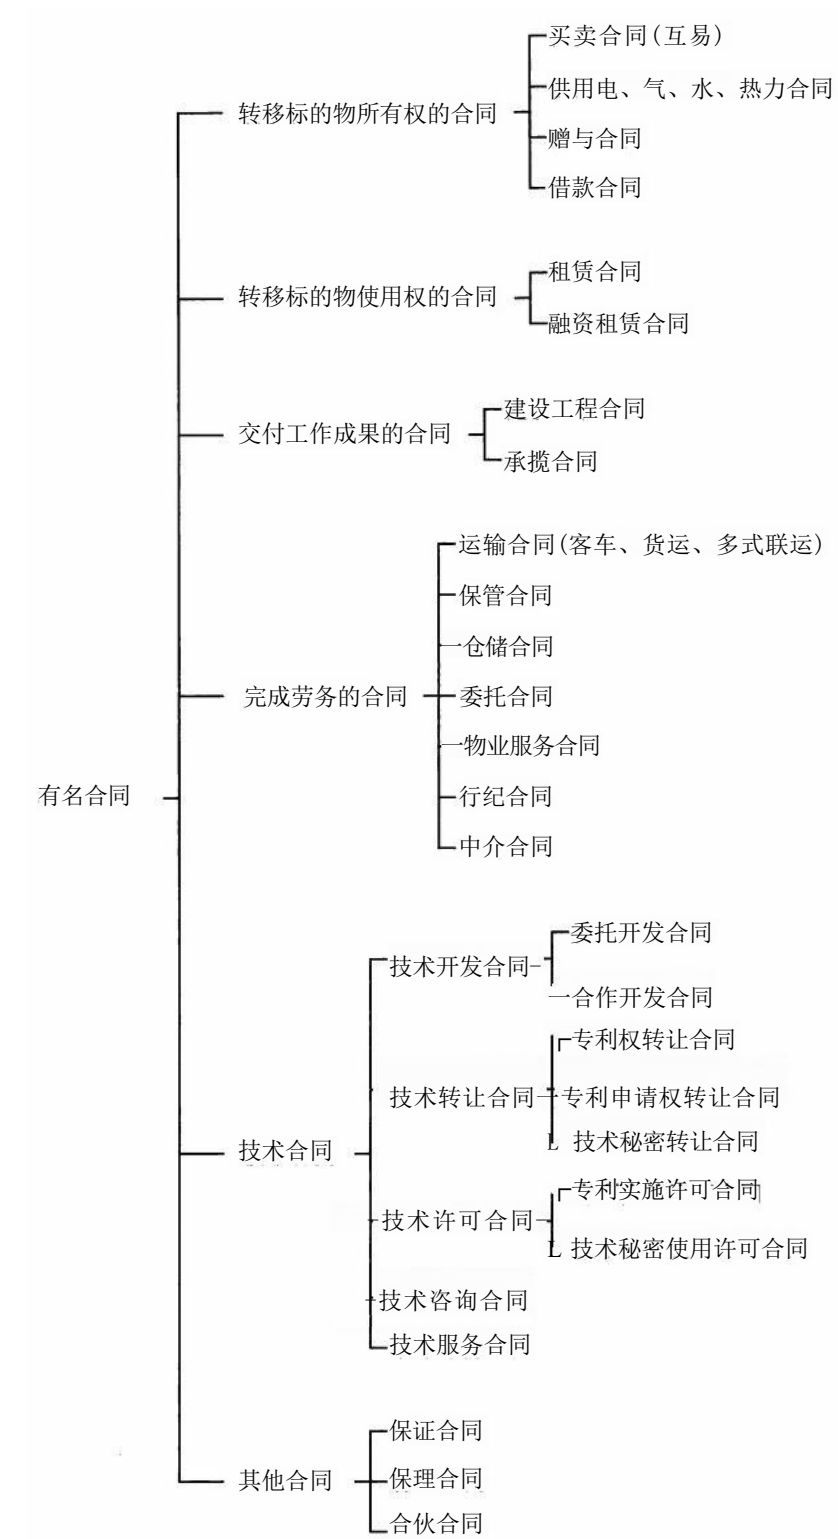 有名合同
转移标的物所有权的合同
买卖合同(互易)
供用电、气、水、热力合同
赠与合同
借款合同
转移标的物使用权的合同
租赁合同
融资租赁合同
交付工作成果的合同
建设工程合同
承揽合同
完成劳务的合同
运输合同(客车、货运、多式联运)
保管合同
仓储合同
委托合同
物业服务合同
行纪合同
中介合同
技术合同
技术开发合同
委托开发合同
合作开发合同
技术转让合同
专利权转让合同
专利申请权转让合同
技术秘密转让合同
技术许可合同
专利实施许可合同
技术秘密使用许可合同
技术咨询合同
技术服务合同
其他合同
保证合同
保理合同
合伙合同